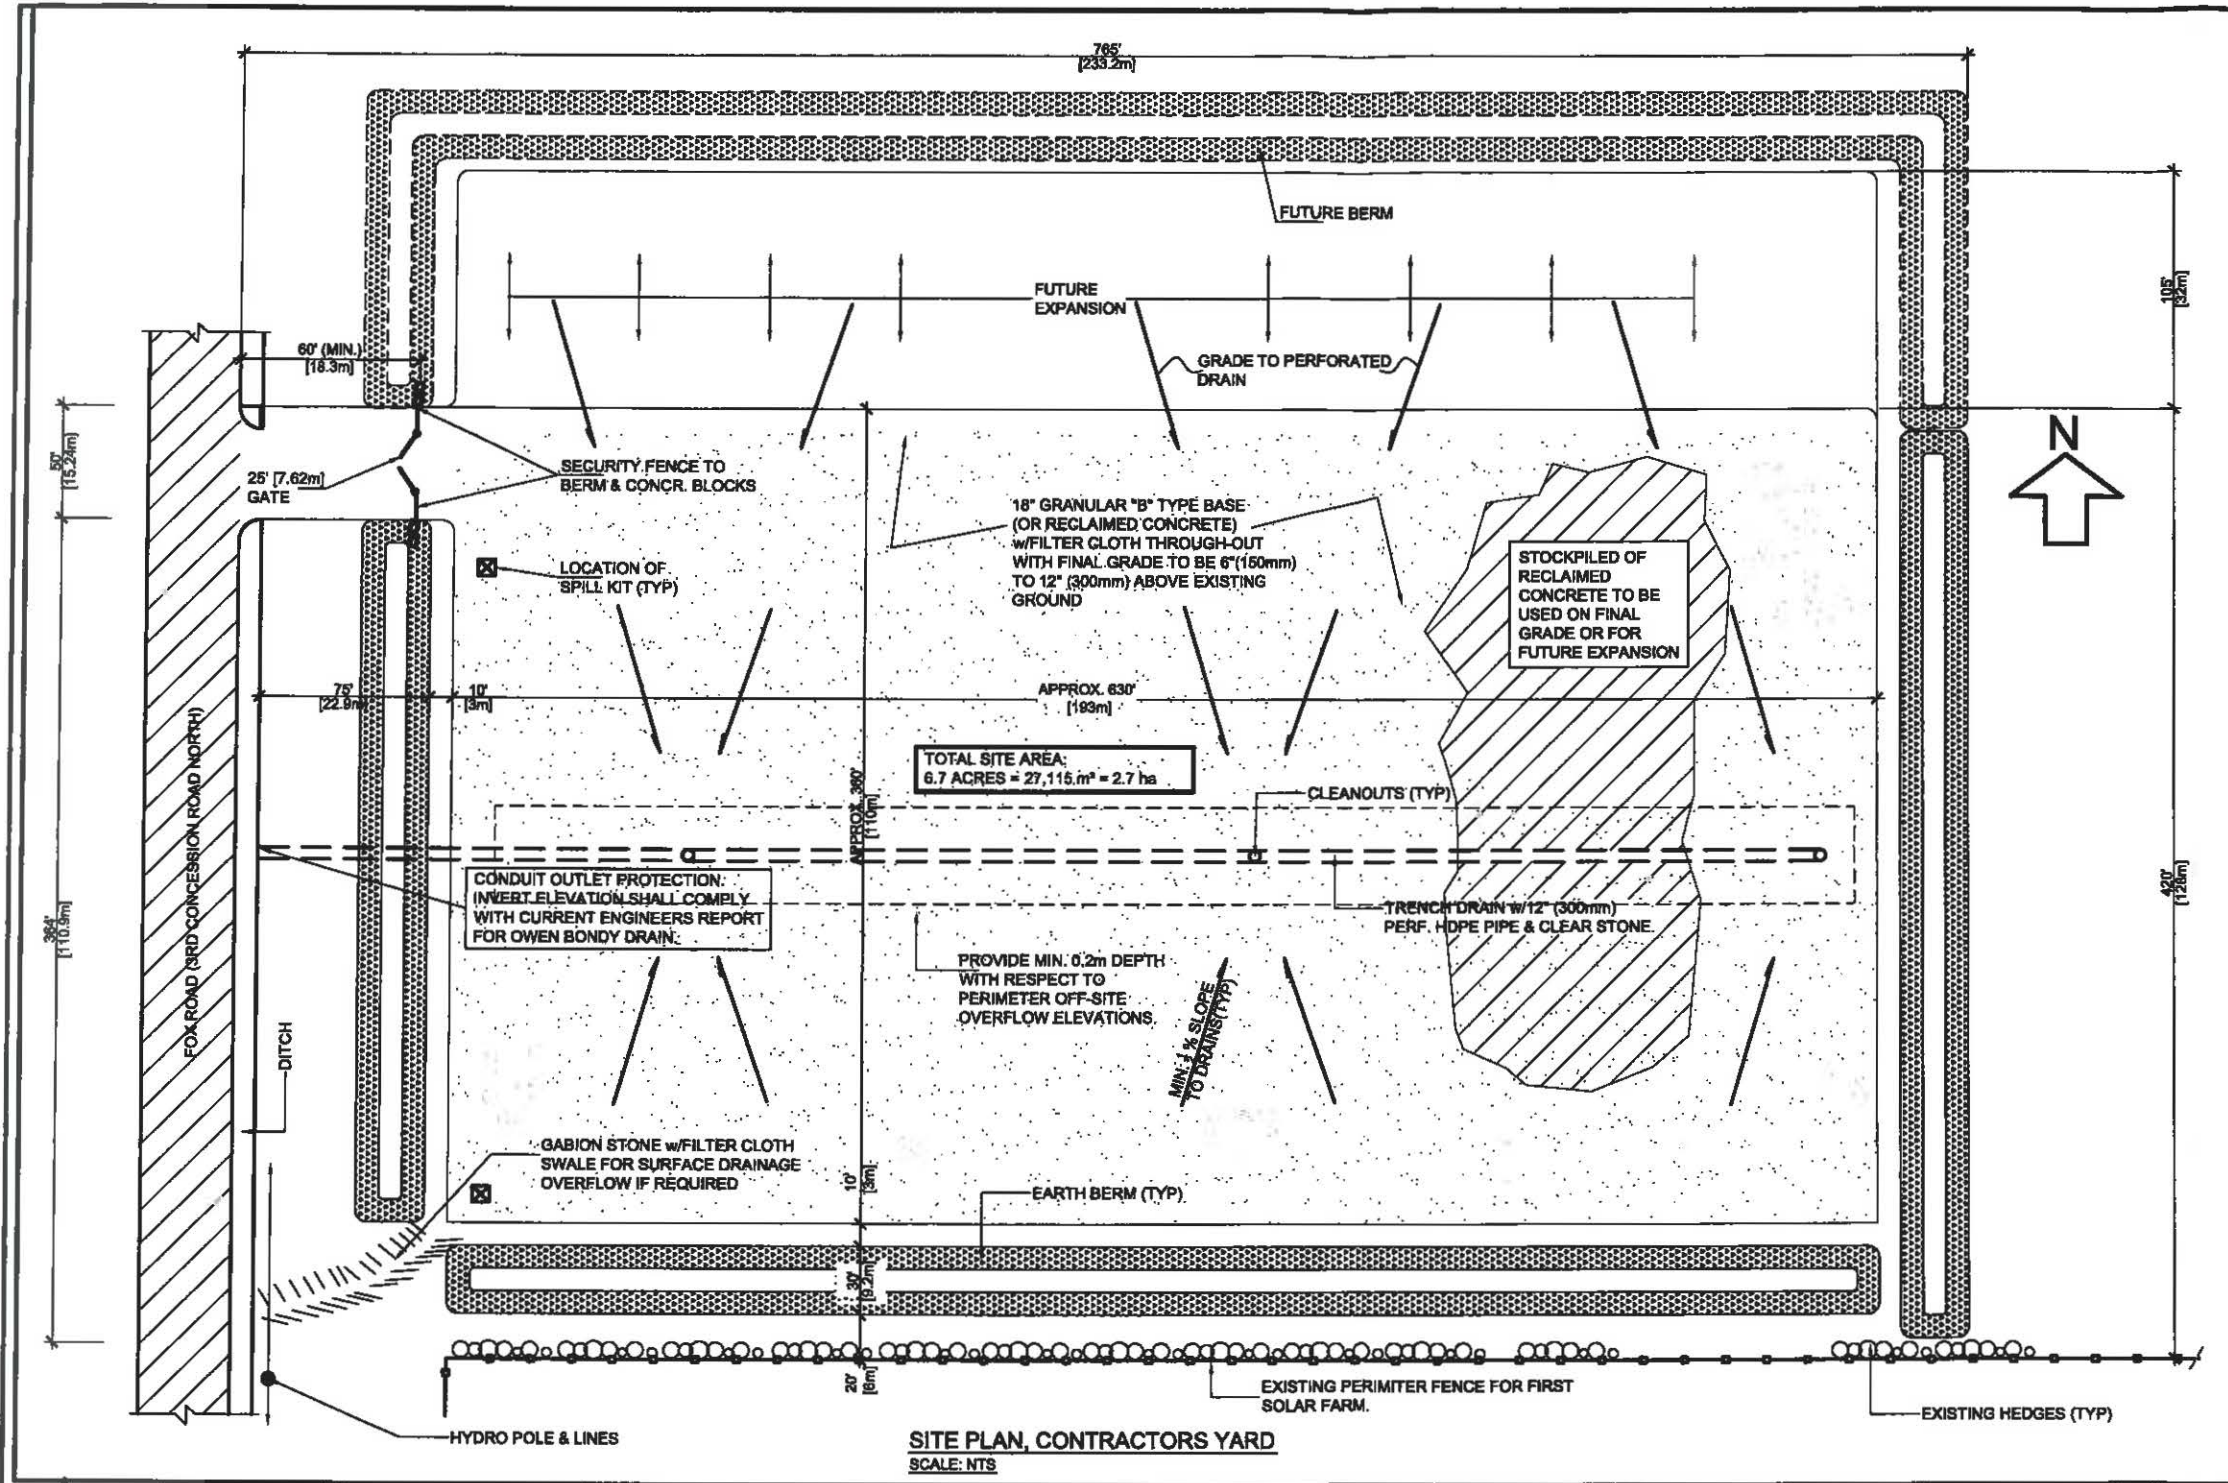 765'
[233.2m]
FUTURE BERM
FUTURE
EXPANSION
105'
[32m]
60' (MIN.)
[18.3m]
GRADE TO PERFORATED
DRAIN
N
50'
[15.24m]
25' [7.62m]
GATE
SECURITY FENCE TO
BERM & CONCR. BLOCKS
18" GRANULAR "B" TYPE BASE
(OR RECLAIMED CONCRETE)
w/FILTER CLOTH THROUGH-OUT
WITH FINAL GRADE TO BE 6"(150mm)
TO 12" (300mm) ABOVE EXISTING
GROUND
LOCATION OF
SPILL KIT (TYP)
STOCKPILED OF
RECLAIMED
CONCRETE TO BE
USED ON FINAL
GRADE OR FOR
FUTURE EXPANSION
75'
[22.9m]
10'
[3m]
APPROX. 630'
[193m]
FOX ROAD (3RD CONCESSION ROAD NORTH)
TOTAL SITE AREA:
6.7 ACRES = 27,115 m² = 2.7 ha
APPROX. 360'
[110m]
CLEANOUTS (TYP)
CONDUIT OUTLET PROTECTION.
INVERT ELEVATION SHALL COMPLY
WITH CURRENT ENGINEERS REPORT
FOR OWEN BONDY DRAIN.
TRENCH DRAIN w/12" (300mm)
PERF. HDPE PIPE & CLEAR STONE.
364'
[110.9m]
420'
[128m]
PROVIDE MIN. 0.2m DEPTH
WITH RESPECT TO
PERIMETER OFF-SITE
OVERFLOW ELEVATIONS.
% SLOPE
TO DRAINS(TYP)
DITCH
GABION STONE w/FILTER CLOTH
SWALE FOR SURFACE DRAINAGE
OVERFLOW IF REQUIRED
10'
[3m]
EARTH BERM (TYP)
30'
[9.2m]
20'
[6m]
EXISTING PERIMITER FENCE FOR FIRST
SOLAR FARM.
EXISTING HEDGES (TYP)
HYDRO POLE & LINES
SITE PLAN, CONTRACTORS YARD
SCALE: NTS